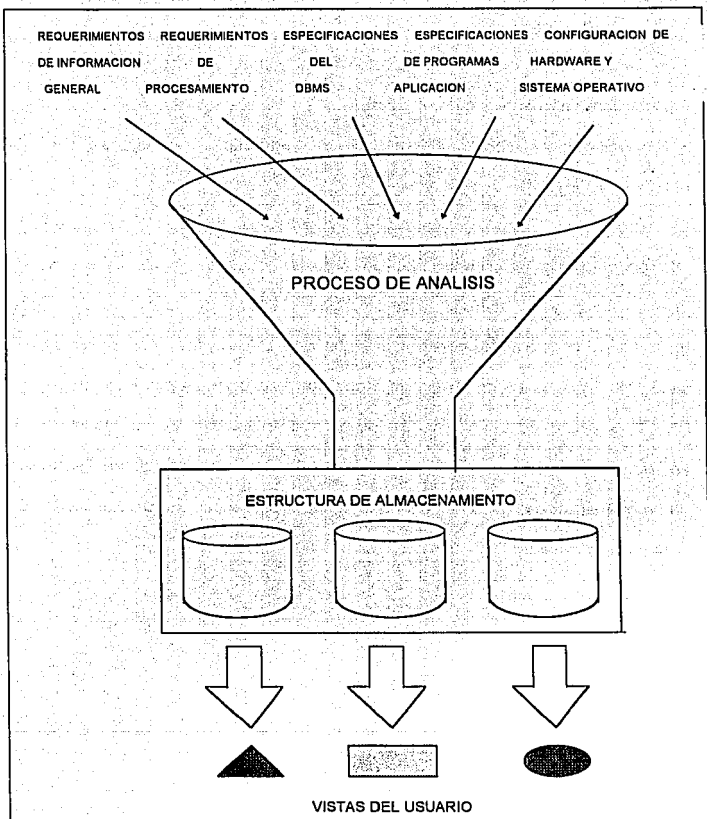 REQUERIMIENTOS REQUERIMIENTOS ESPECIFICACIONES ESPECIFICACIONES CONFIGURACION DE
DE INFORMACION DE DEL DE PROGRAMAS HARDWARE Y
GENERAL PROCESAMIENTO DBMS APLICACION SISTEMA OPERATIVO
PROCESO DE ANALISIS
ESTRUCTURA DE ALMACENAMIENTO
VISTAS DEL USUARIO